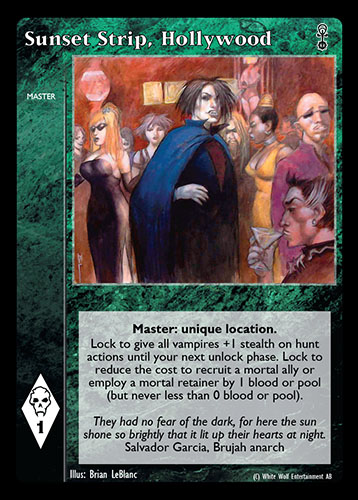 Sunset Strip, Hollywood
MASTER
Master: unique location.
Lock to give all vampires +1 stealth on hunt
actions until your next unlock phase. Lock to
reduce the cost to recruit a mortal ally or
employ a mortal retainer by 1 blood or pool
(but never less than 0 blood or pool).
They had no fear of the dark, for here the sun
shone so brightly that it lit up their hearts at night.
Salvador Garcia, Brujah anarch
1
Illus: Brian LeBlanc
(C) White Wolf Entertainment AB